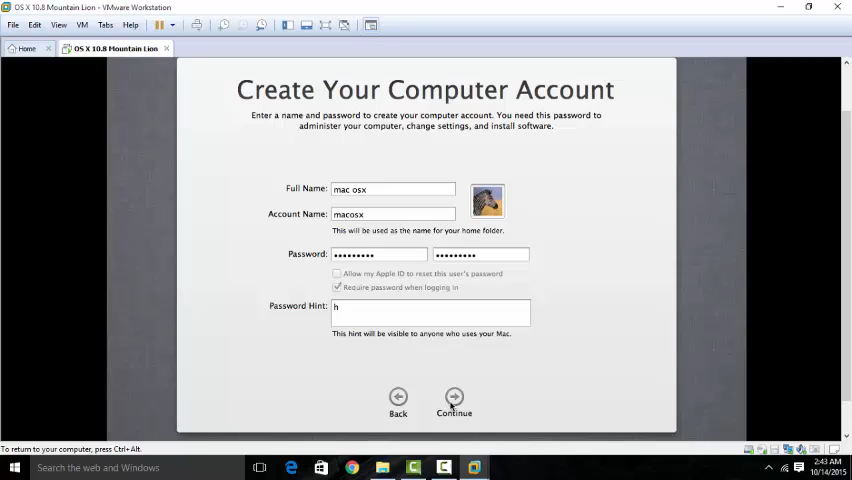 OS X 10.8 Mountain Lion - VMware Workstation
File Edit View VM Tabs Help
Home OS X 10.8 Mountain Lion
Create Your Computer Account
Enter a name and password to create your computer account. You need this password to
administer your computer, change settings, and install software.
Full Name: mac osx
Account Name: macosx
This will be used as the name for your home folder.
Password: ••••••••• •••••••••
Allow my Apple ID to reset this user's password
Require password when logging in
Password Hint: h
This hint will be visible to anyone who uses your Mac.
Back Continue
To return to your computer, press Ctrl+Alt.
Search the web and Windows
2:43 AM
10/14/2015